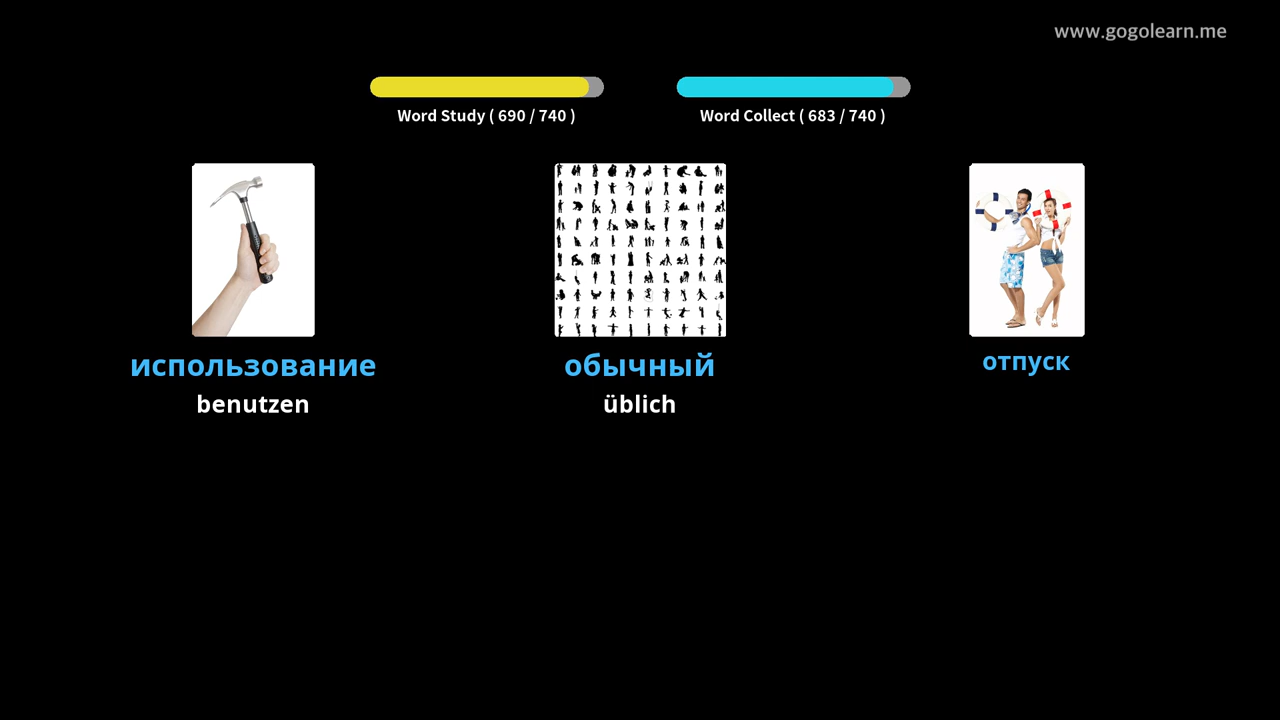 www.gogolearn.me
Word Study ( 690 / 740 )
Word Collect ( 683 / 740 )
использование
обычный
отпуск
benutzen
üblich